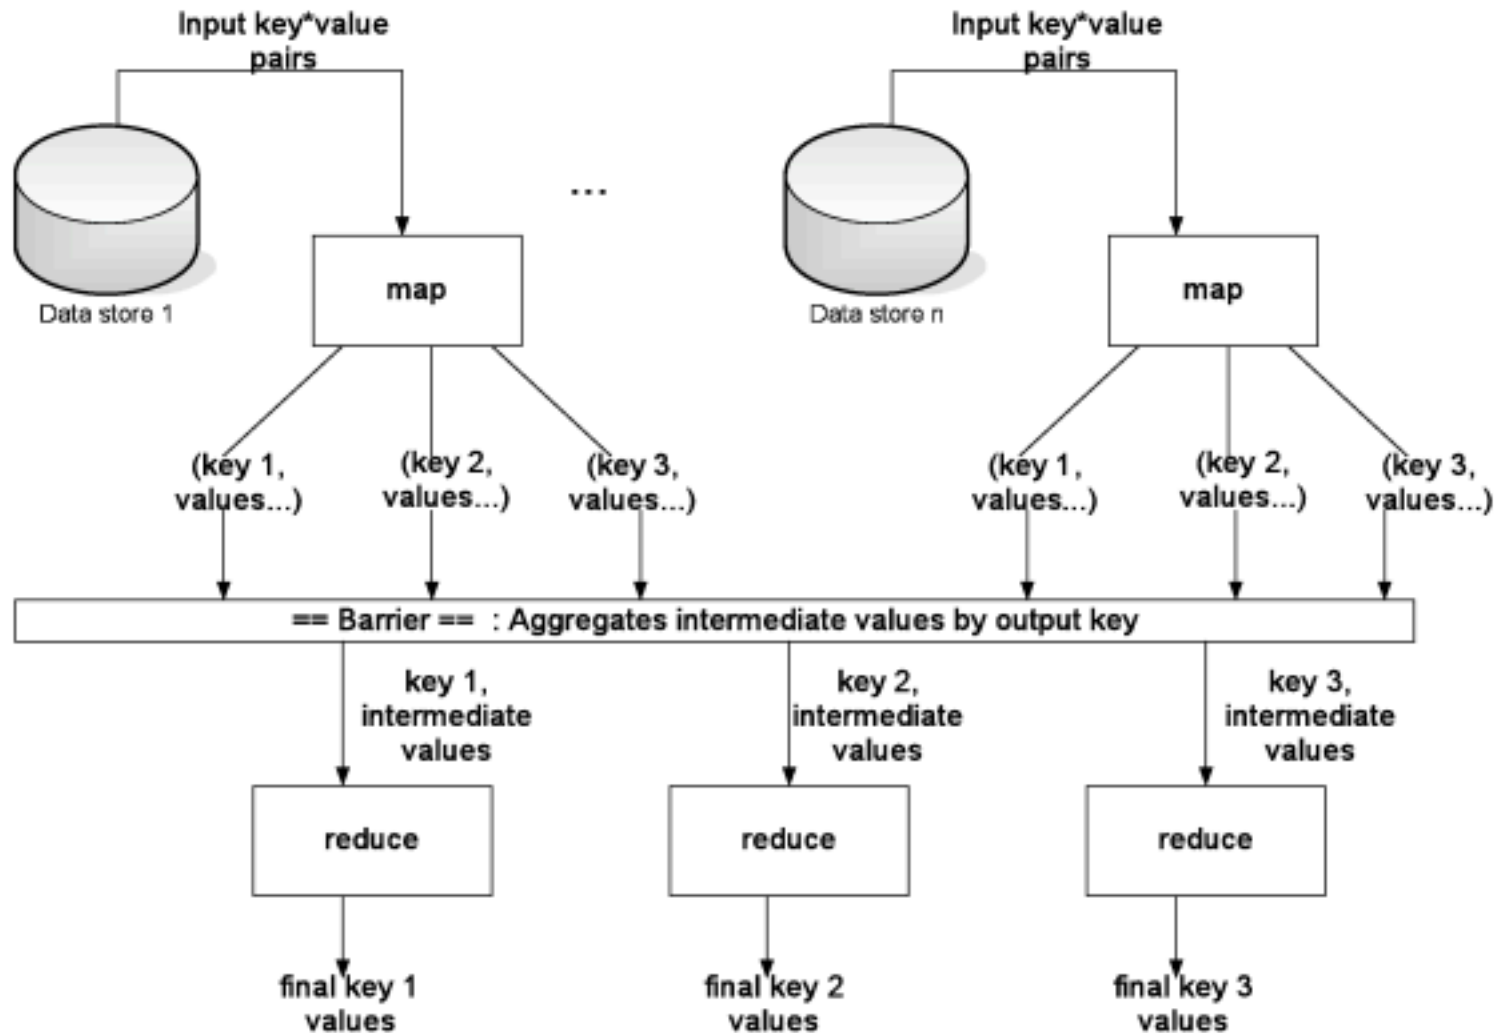 Input key*value
pairs
Input key*value
pairs
...
map
map
Data store 1
Data store n
(key 1,
values...)
(key 2,
values...)
(key 3,
values...)
(key 1,
values...)
(key 2,
values...)
(key 3,
values...)
== Barrier == : Aggregates intermediate values by output key
key 1,
intermediate
values
key 2,
intermediate
values
key 3,
intermediate
values
reduce
reduce
reduce
final key 1
values
final key 2
values
final key 3
values